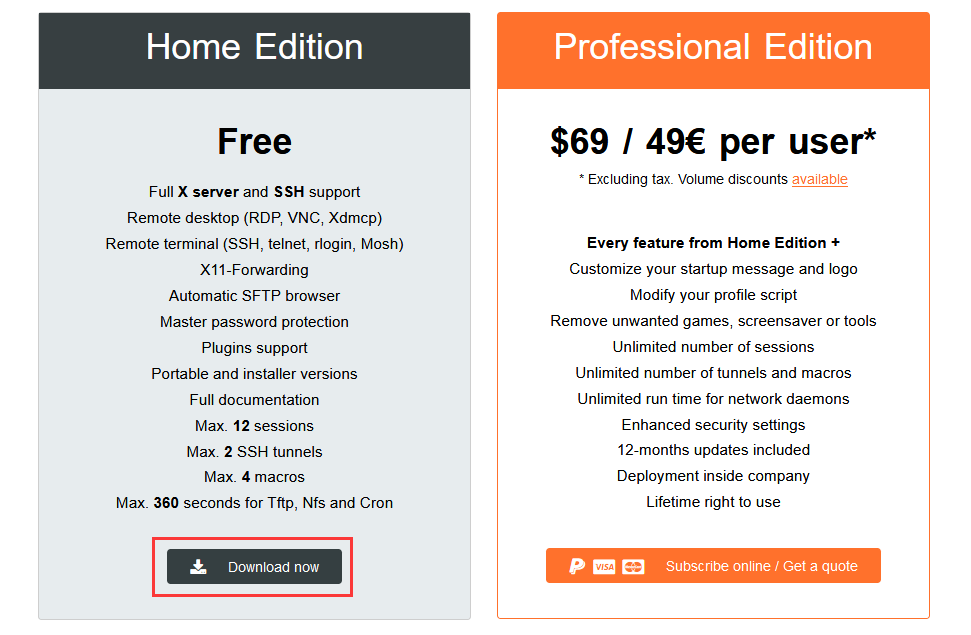 Home Edition
Free
Full X server and SSH support
Remote desktop (RDP, VNC, Xdmcp)
Remote terminal (SSH, telnet, rlogin, Mosh)
X11-Forwarding
Automatic SFTP browser
Master password protection
Plugins support
Portable and installer versions
Full documentation
Max. 12 sessions
Max. 2 SSH tunnels
Max. 4 macros
Max. 360 seconds for Tftp, Nfs and Cron
Download now
Professional Edition
$69 / 49€ per user*
* Excluding tax. Volume discounts available
Every feature from Home Edition +
Customize your startup message and logo
Modify your profile script
Remove unwanted games, screensaver or tools
Unlimited number of sessions
Unlimited number of tunnels and macros
Unlimited run time for network daemons
Enhanced security settings
12-months updates included
Deployment inside company
Lifetime right to use
VISA Subscribe online / Get a quote